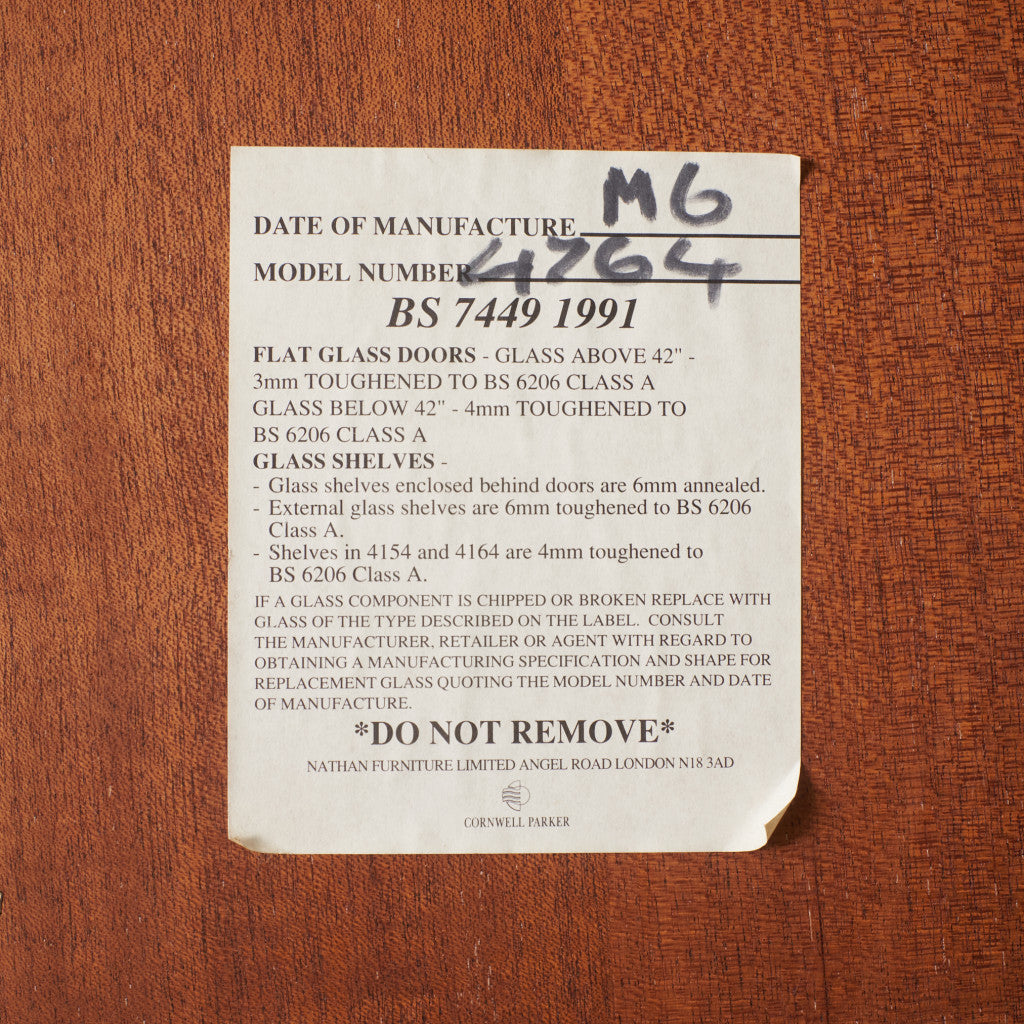 DATE OF MANUFACTURE M6
MODEL NUMBER 4764
BS 7449 1991
FLAT GLASS DOORS - GLASS ABOVE 42" -
3mm TOUGHENED TO BS 6206 CLASS A
GLASS BELOW 42" - 4mm TOUGHENED TO
BS 6206 CLASS A
GLASS SHELVES -
- Glass shelves enclosed behind doors are 6mm annealed.
- External glass shelves are 6mm toughened to BS 6206
Class A.
- Shelves in 4154 and 4164 are 4mm toughened to
BS 6206 Class A.
IF A GLASS COMPONENT IS CHIPPED OR BROKEN REPLACE WITH
GLASS OF THE TYPE DESCRIBED ON THE LABEL. CONSULT
THE MANUFACTURER, RETAILER OR AGENT WITH REGARD TO
OBTAINING A MANUFACTURING SPECIFICATION AND SHAPE FOR
REPLACEMENT GLASS QUOTING THE MODEL NUMBER AND DATE
OF MANUFACTURE.
*DO NOT REMOVE*
NATHAN FURNITURE LIMITED ANGEL ROAD LONDON N18 3AD
CORNWELL PARKER